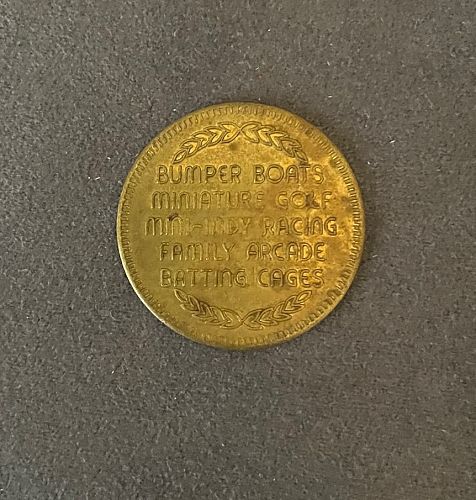 BUMPER BOATS
MINIATURE GOLF
MINI-INDY RACING
FAMILY ARCADE
BATTING CAGES